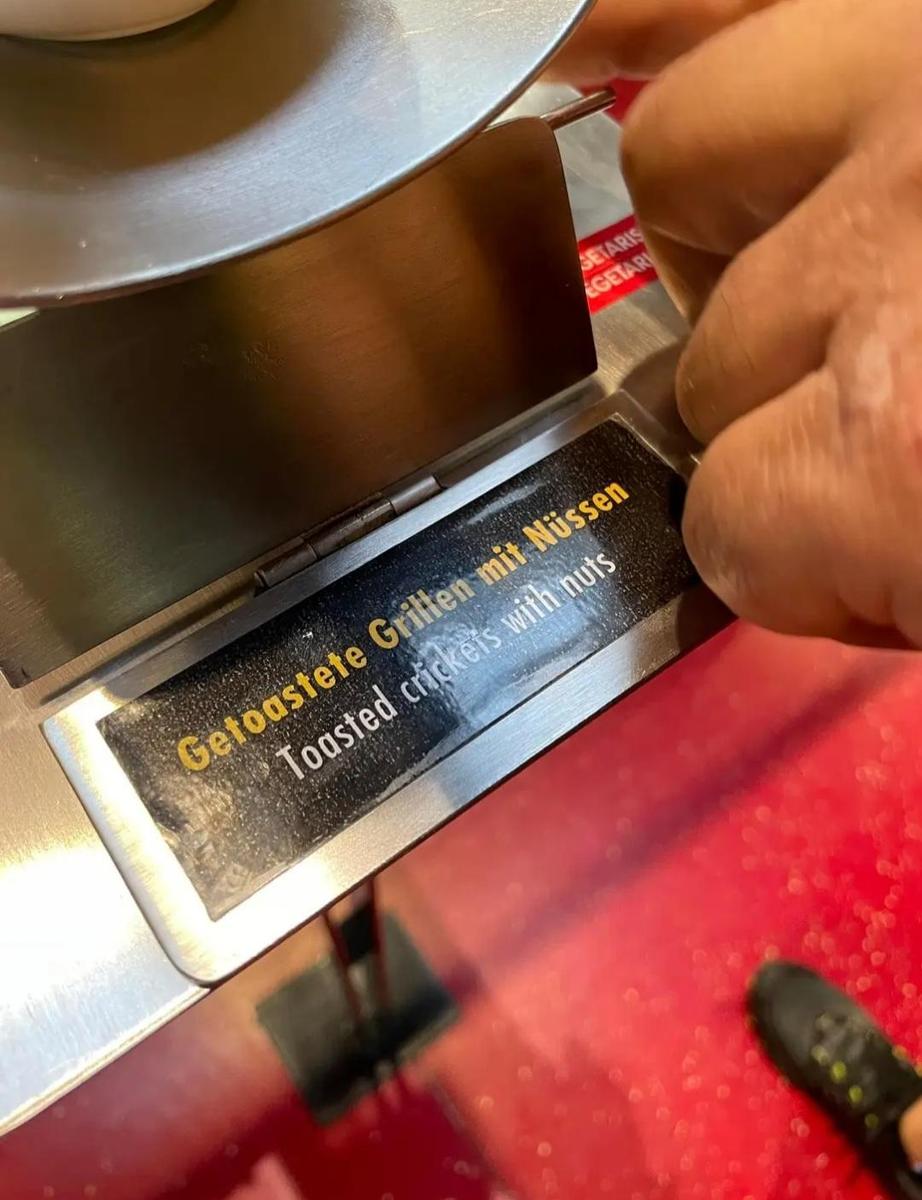 Getoastete Grillen mit Nüssen
Toasted crickets with nuts